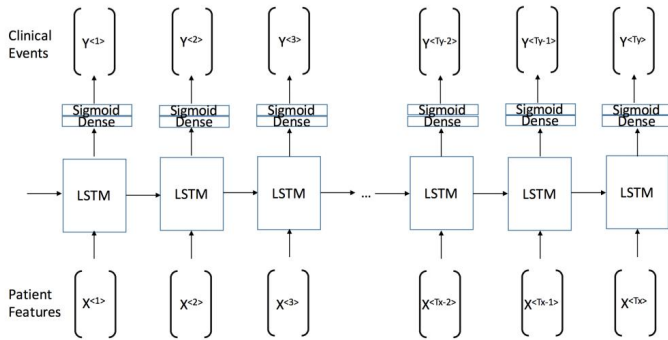 Clinical
Events
Y<1> Y<2> Y<3> Y<Ty-2> Y<Ty-1> Y<Ty>
Sigmoid Sigmoid Sigmoid Sigmoid Sigmoid Sigmoid
Dense Dense Dense Dense Dense Dense
LSTM LSTM LSTM ... LSTM LSTM LSTM
Patient
Features
X<1> X<2> X<3> X<Tx-2> X<Tx-1> X<Tx>